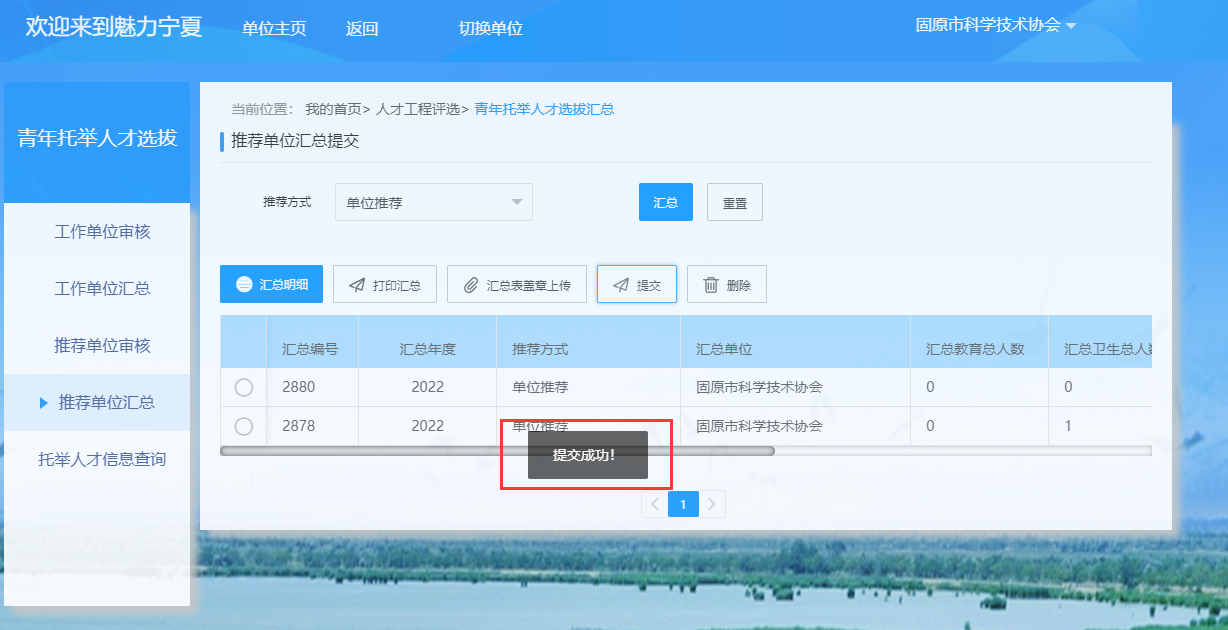 欢迎来到魅力宁夏 单位主页 返回 切换单位 固原市科学技术协会
青年托举人才选拔
工作单位审核
工作单位汇总
推荐单位审核
推荐单位汇总
托举人才信息查询
当前位置： 我的首页> 人才工程评选> 青年托举人才选拔汇总
推荐单位汇总提交
推荐方式 单位推荐 汇总 重置
汇总明细 打印汇总 汇总表盖章上传 提交 删除
汇总编号 汇总年度 推荐方式 汇总单位 汇总教育总人数 汇总卫生总人数
2880 2022 单位推荐 固原市科学技术协会 0 0
2878 2022 单位推荐 固原市科学技术协会 0 1
提交成功！
1